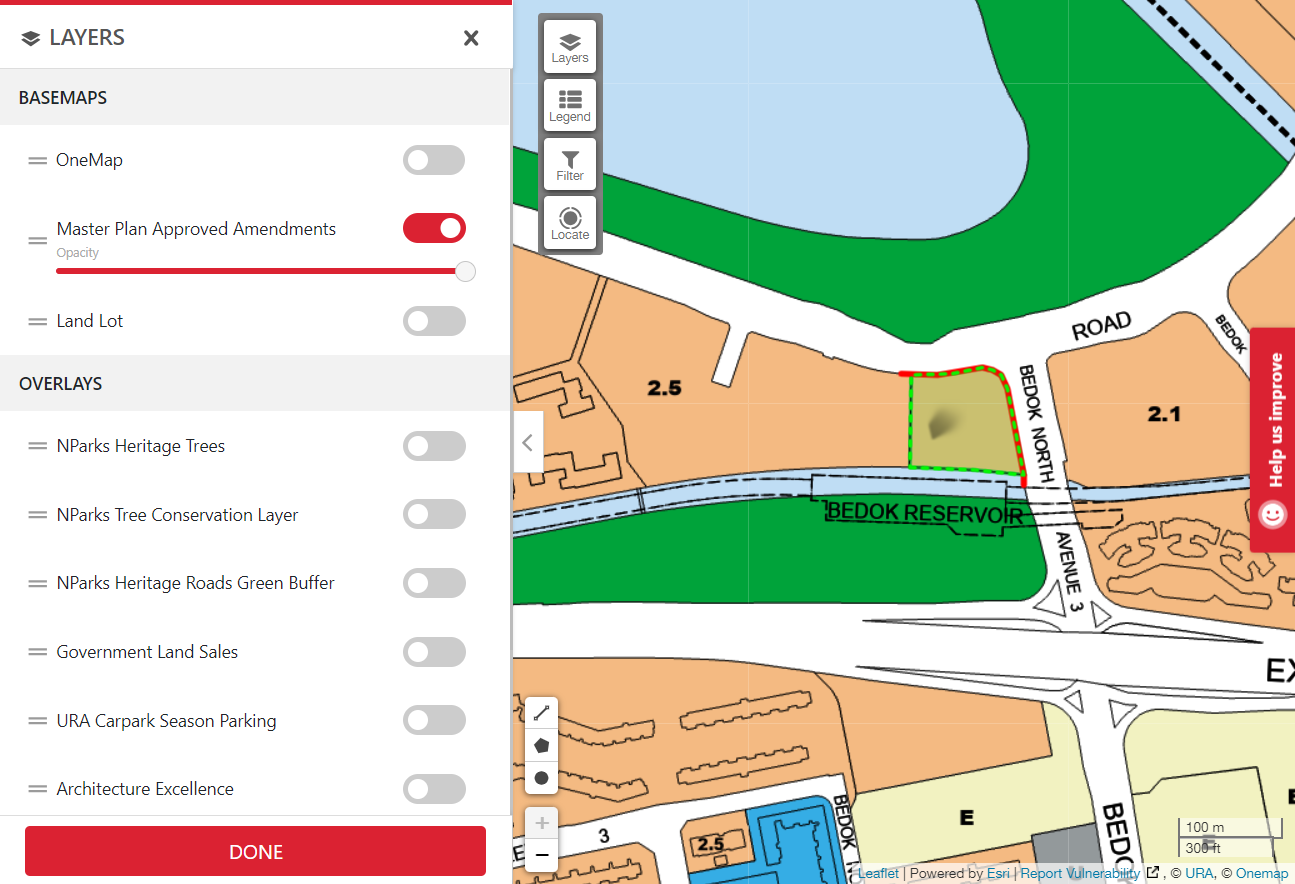 LAYERS
BASEMAPS
OneMap
Master Plan Approved Amendments
Opacity
Land Lot
OVERLAYS
NParks Heritage Trees
NParks Tree Conservation Layer
NParks Heritage Roads Green Buffer
Government Land Sales
URA Carpark Season Parking
Architecture Excellence
DONE
Layers
Legend
Filter
Locate
ROAD
BEDOK
2.5
BEDOK NORTH
2.1
Help us improve
BEDOK RESERVOIR
AVENUE 3
EX
E
E
3
E
2.5
BEDOK N
BEDO
U
100 m
300 ft
Leaflet | Powered by Esri | Report Vulnerability , © URA, © Onemap